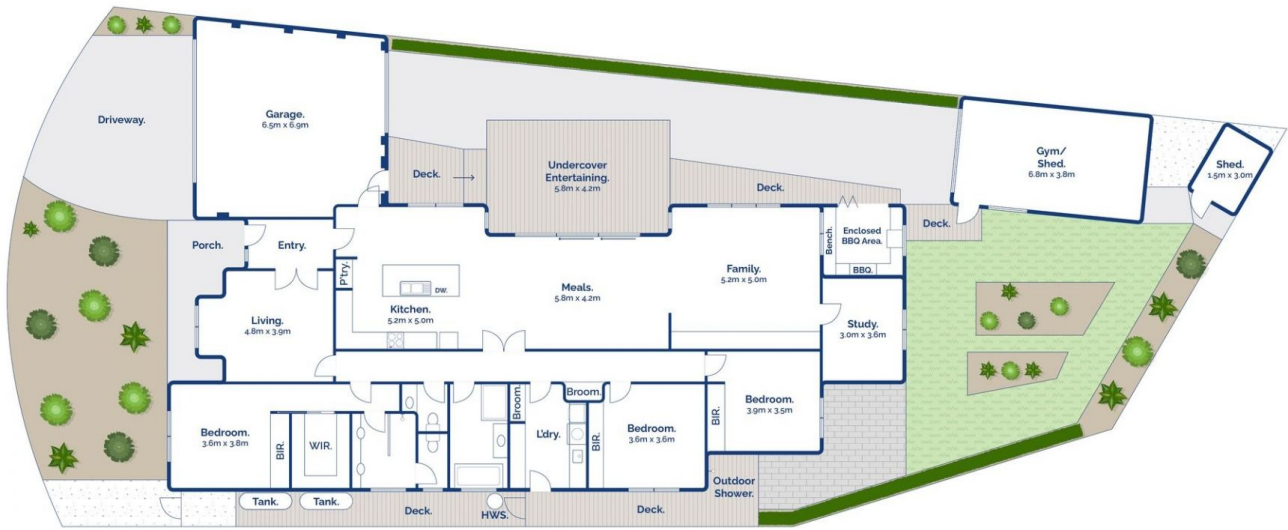 Driveway.
Garage.
6.5m x 6.9m
Deck.
Undercover
Entertaining.
5.8m x 4.2m
Deck.
Gym/
Shed.
6.8m x 3.8m
Shed.
1.5m x 3.0m
Porch.
Entry.
P'try.
DW.
Kitchen.
5.2m x 5.0m
Meals.
5.8m x 4.2m
Family.
5.2m x 5.0m
Bench.
Enclosed
BBQ Area.
BBQ.
Deck.
Living.
4.8m x 3.9m
Study.
3.0m x 3.6m
Bedroom.
3.6m x 3.8m
BIR.
WIR.
Broom.
L'dry.
Broom.
BIR.
Bedroom.
3.6m x 3.6m
BIR.
Bedroom.
3.9m x 3.5m
Tank.
Tank.
Deck.
HWS.
Deck.
Outdoor
Shower.